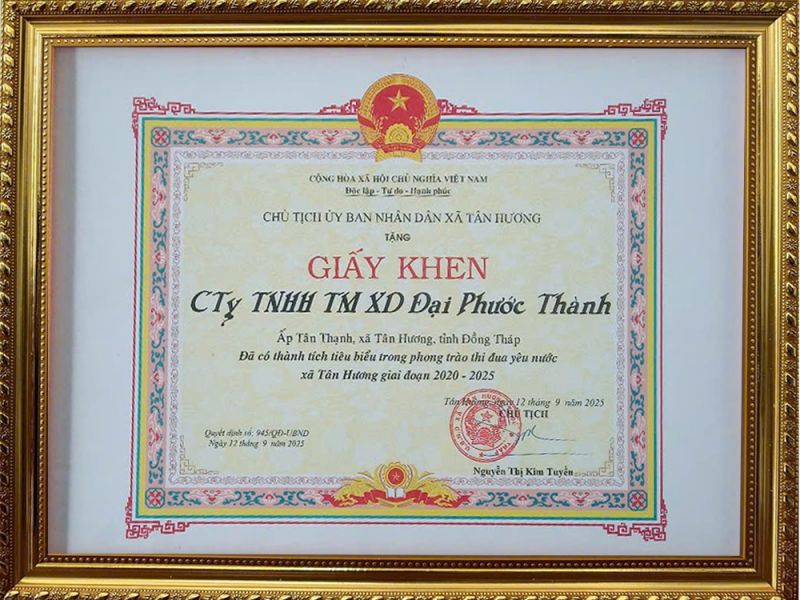 CỘNG HÒA XÃ HỘI CHỦ NGHĨA VIỆT NAM
Độc lập - Tự do - Hạnh phúc
CHỦ TỊCH ỦY BAN NHÂN DÂN XÃ TÂN HƯƠNG
TẶNG
GIẤY KHEN
CTy TNHH TM XD Đại Phước Thành
Ấp Tân Thạnh, xã Tân Hương, tỉnh Đồng Tháp
Đã có thành tích tiêu biểu trong phong trào thi đua yêu nước
xã Tân Hương giai đoạn 2020 - 2025
Tân Hương, ngày 12 tháng 9 năm 2025
CHỦ TỊCH
Quyết định số: 945/QĐ-UBND
Ngày 12 tháng 9 năm 2025
Nguyễn Thị Kim Tuyền